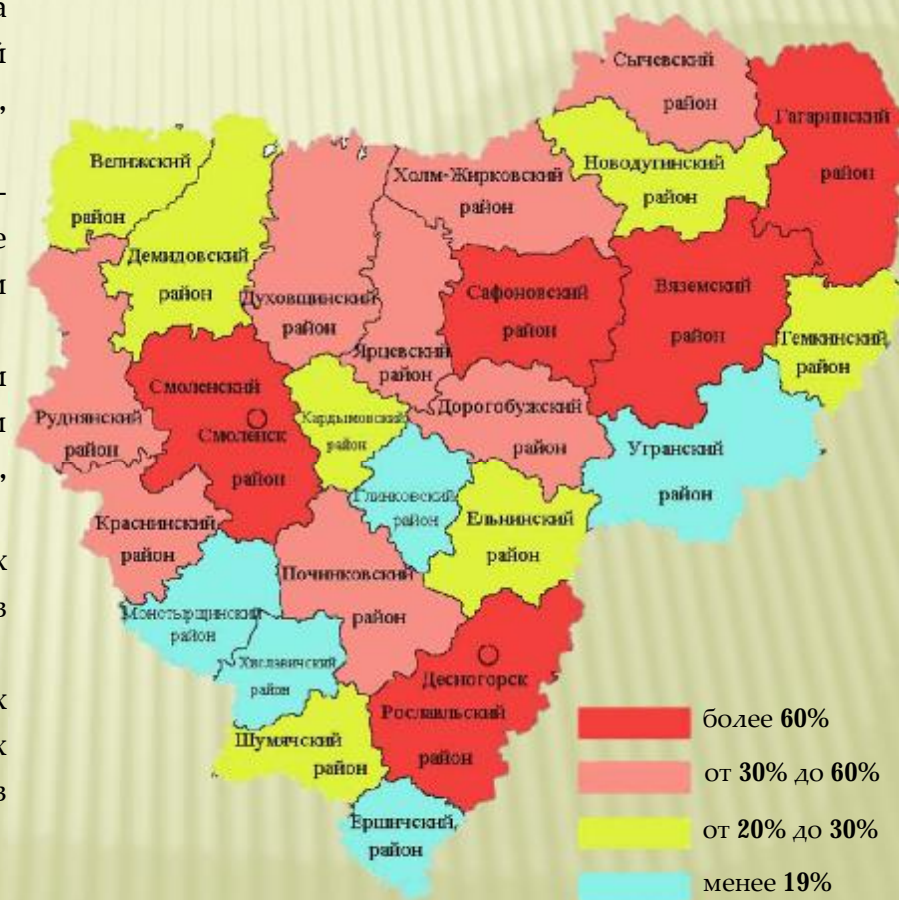 а
й
,
-
е
и
и
и
,
х
в
х
х
в
Сычевский
район
Гагаринский
район
Велижский
район
Новодугинский
район
Холм-Жирковский
район
Демидовский
район
Духовщинский
район
Сафоновский
район
Вяземский
район
Темкинский
район
Ярцевский
район
Смоленский
Смоленск
район
Кардымовский
район
Дорогобужский
район
Руднянский
район
Угранский
район
Глинковский
район
Ельнинский
район
Краснинский
район
Починковский
район
Монстырщинский
район
Хиславичский
район
Десногорск
Рославльский
район
Шумячский
район
Ершичский,
район
более 60%
от 30% до 60%
от 20% до 30%
менее 19%